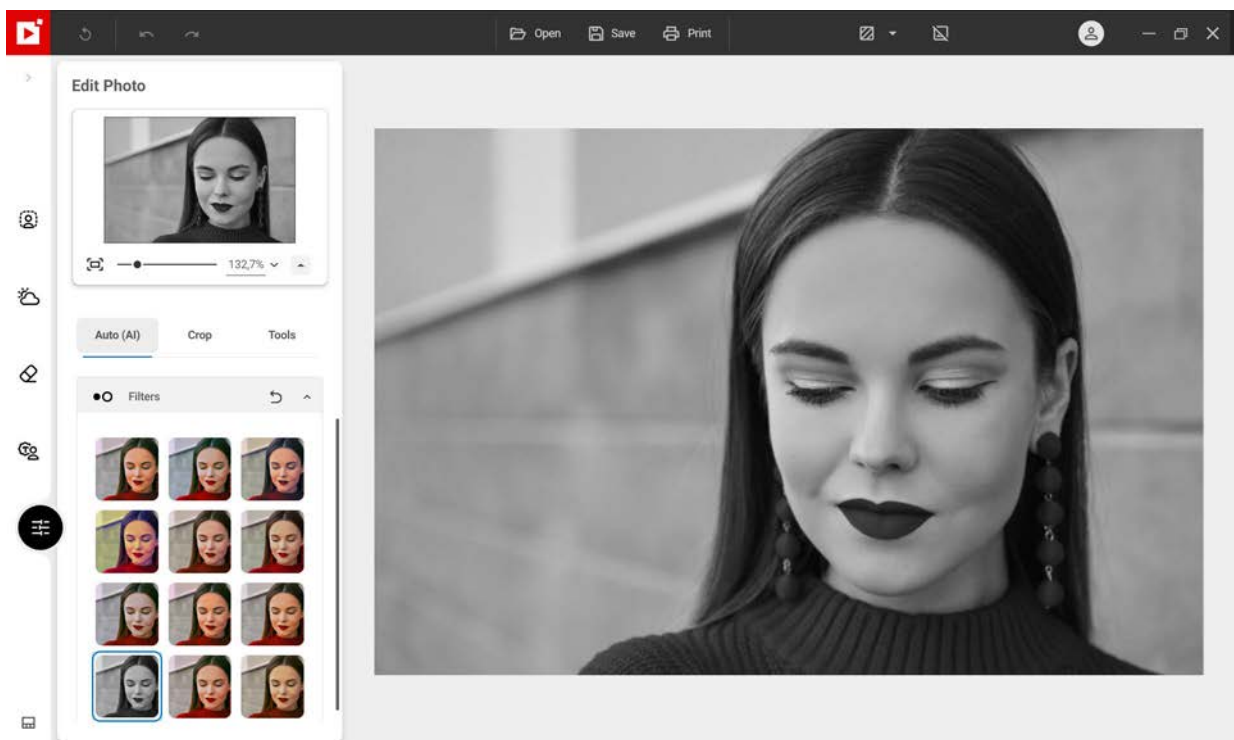 Open Save Print
Edit Photo
132,7%
Auto (AI) Crop Tools
Filters